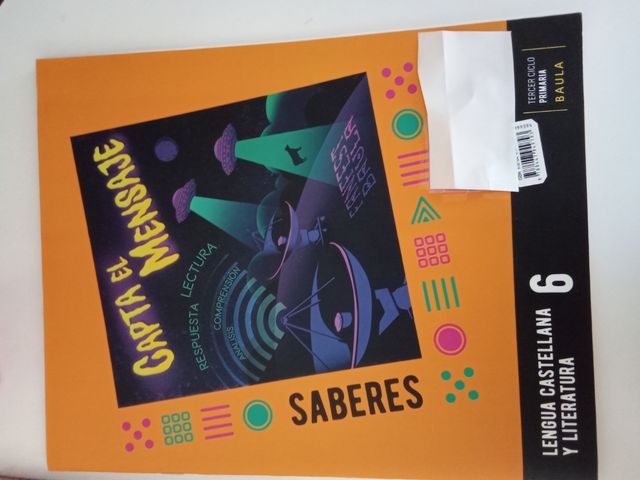 CAPTA EL
MENSAJE
RESPUESTA LECTURA
COMPRENSIÓN
ANÁLISIS
SABERES
LENGUA CASTELLANA
Y LITERATURA
6
TERCER CICLO
PRIMARIA
BAULA